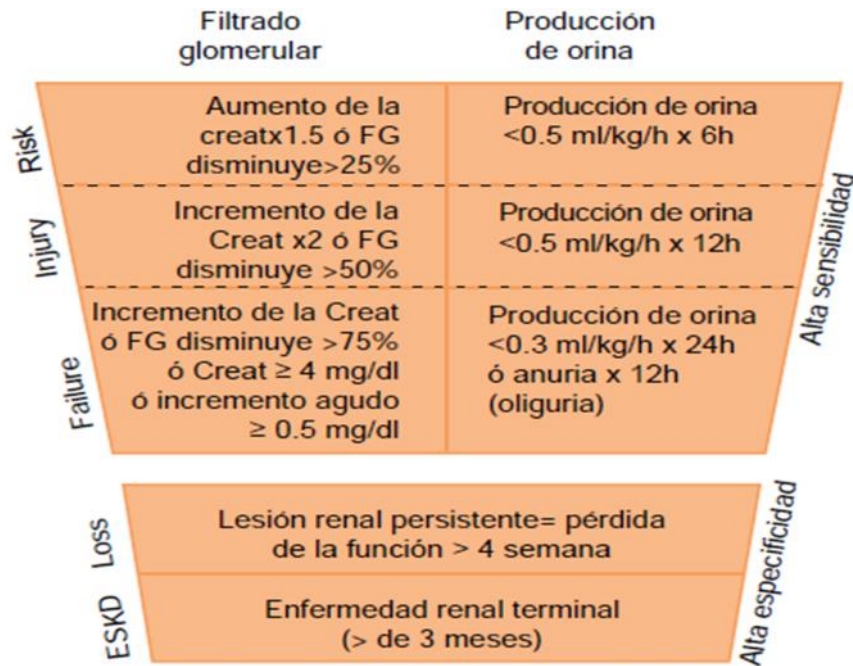 Filtrado
glomerular
Producción
de orina
Risk
Aumento de la
creatx1.5 ó FG
disminuye>25%
Producción de orina
<0.5 ml/kg/h x 6h
Injury
Incremento de la
Creat x2 ó FG
disminuye >50%
Producción de orina
<0.5 ml/kg/h x 12h
Failure
Incremento de la Creat
ó FG disminuye >75%
ó Creat ≥ 4 mg/dl
ó incremento agudo
≥ 0.5 mg/dl
Producción de orina
<0.3 ml/kg/h x 24h
ó anuria x 12h
(oliguria)
Alta sensibilidad
Loss
Lesión renal persistente= pérdida
de la función > 4 semana
ESKD
Enfermedad renal terminal
(> de 3 meses)
Alta especificidad